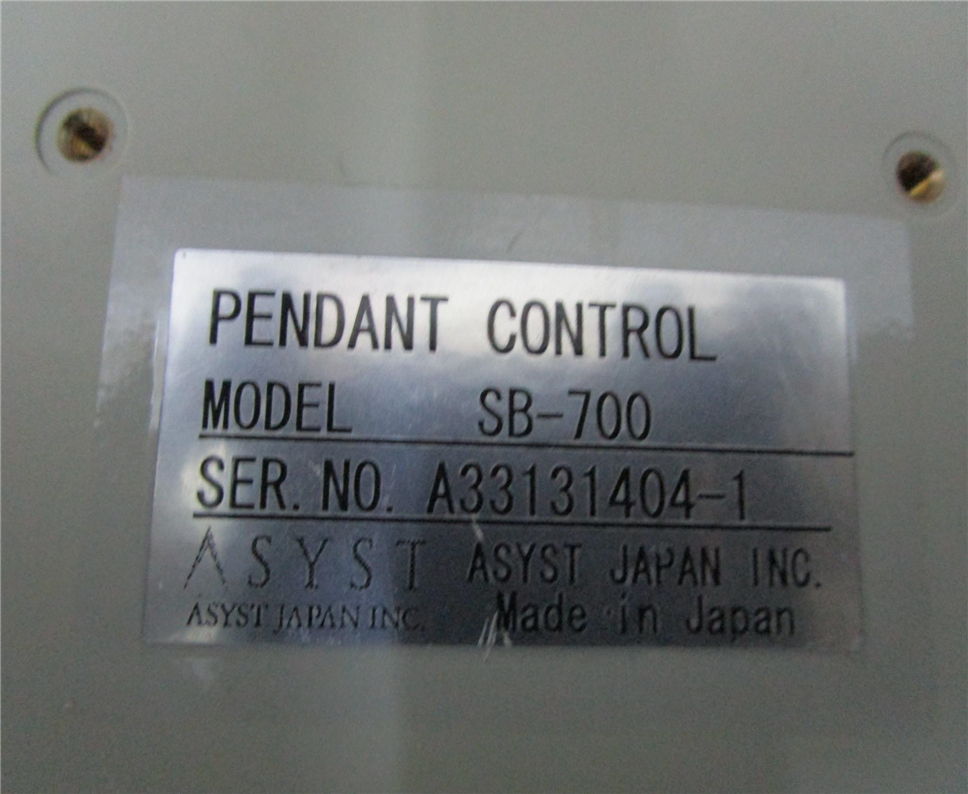 PENDANT CONTROL
MODEL SB-700
SER. NO. A33131404-1
ASYST ASYST JAPAN INC.
ASYST JAPAN INC. Made in Japan